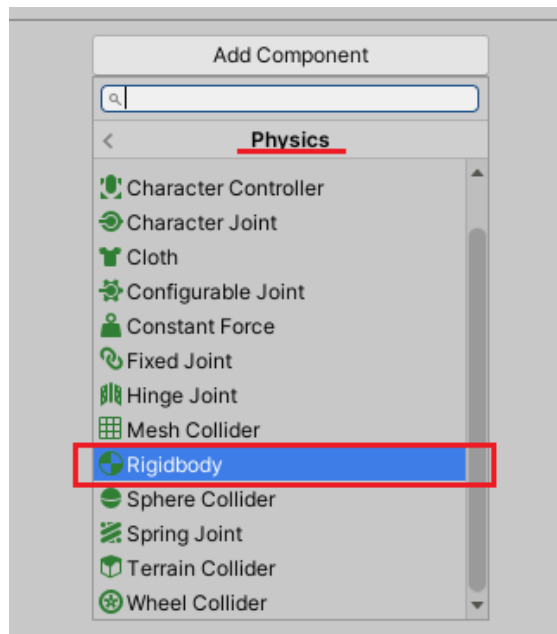 Add Component
Physics
Character Controller
Character Joint
Cloth
Configurable Joint
Constant Force
Fixed Joint
Hinge Joint
Mesh Collider
Rigidbody
Sphere Collider
Spring Joint
Terrain Collider
Wheel Collider